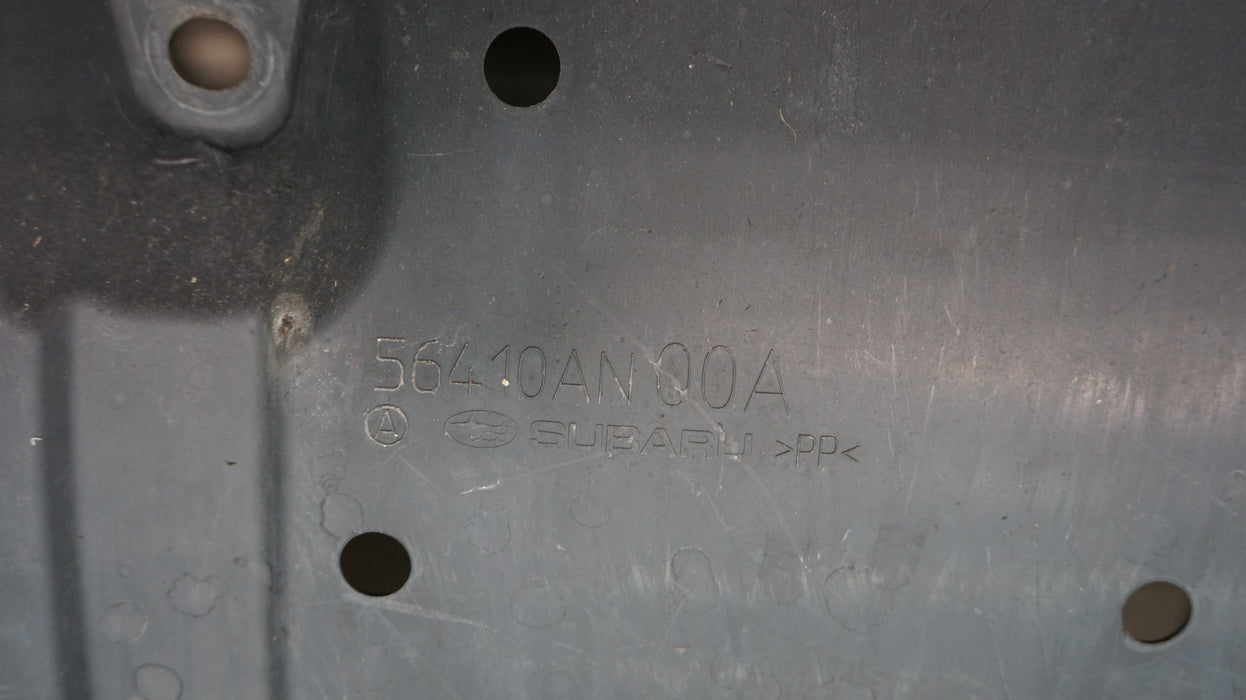 56410AN00A
Ⓐ SUBARU >PP<